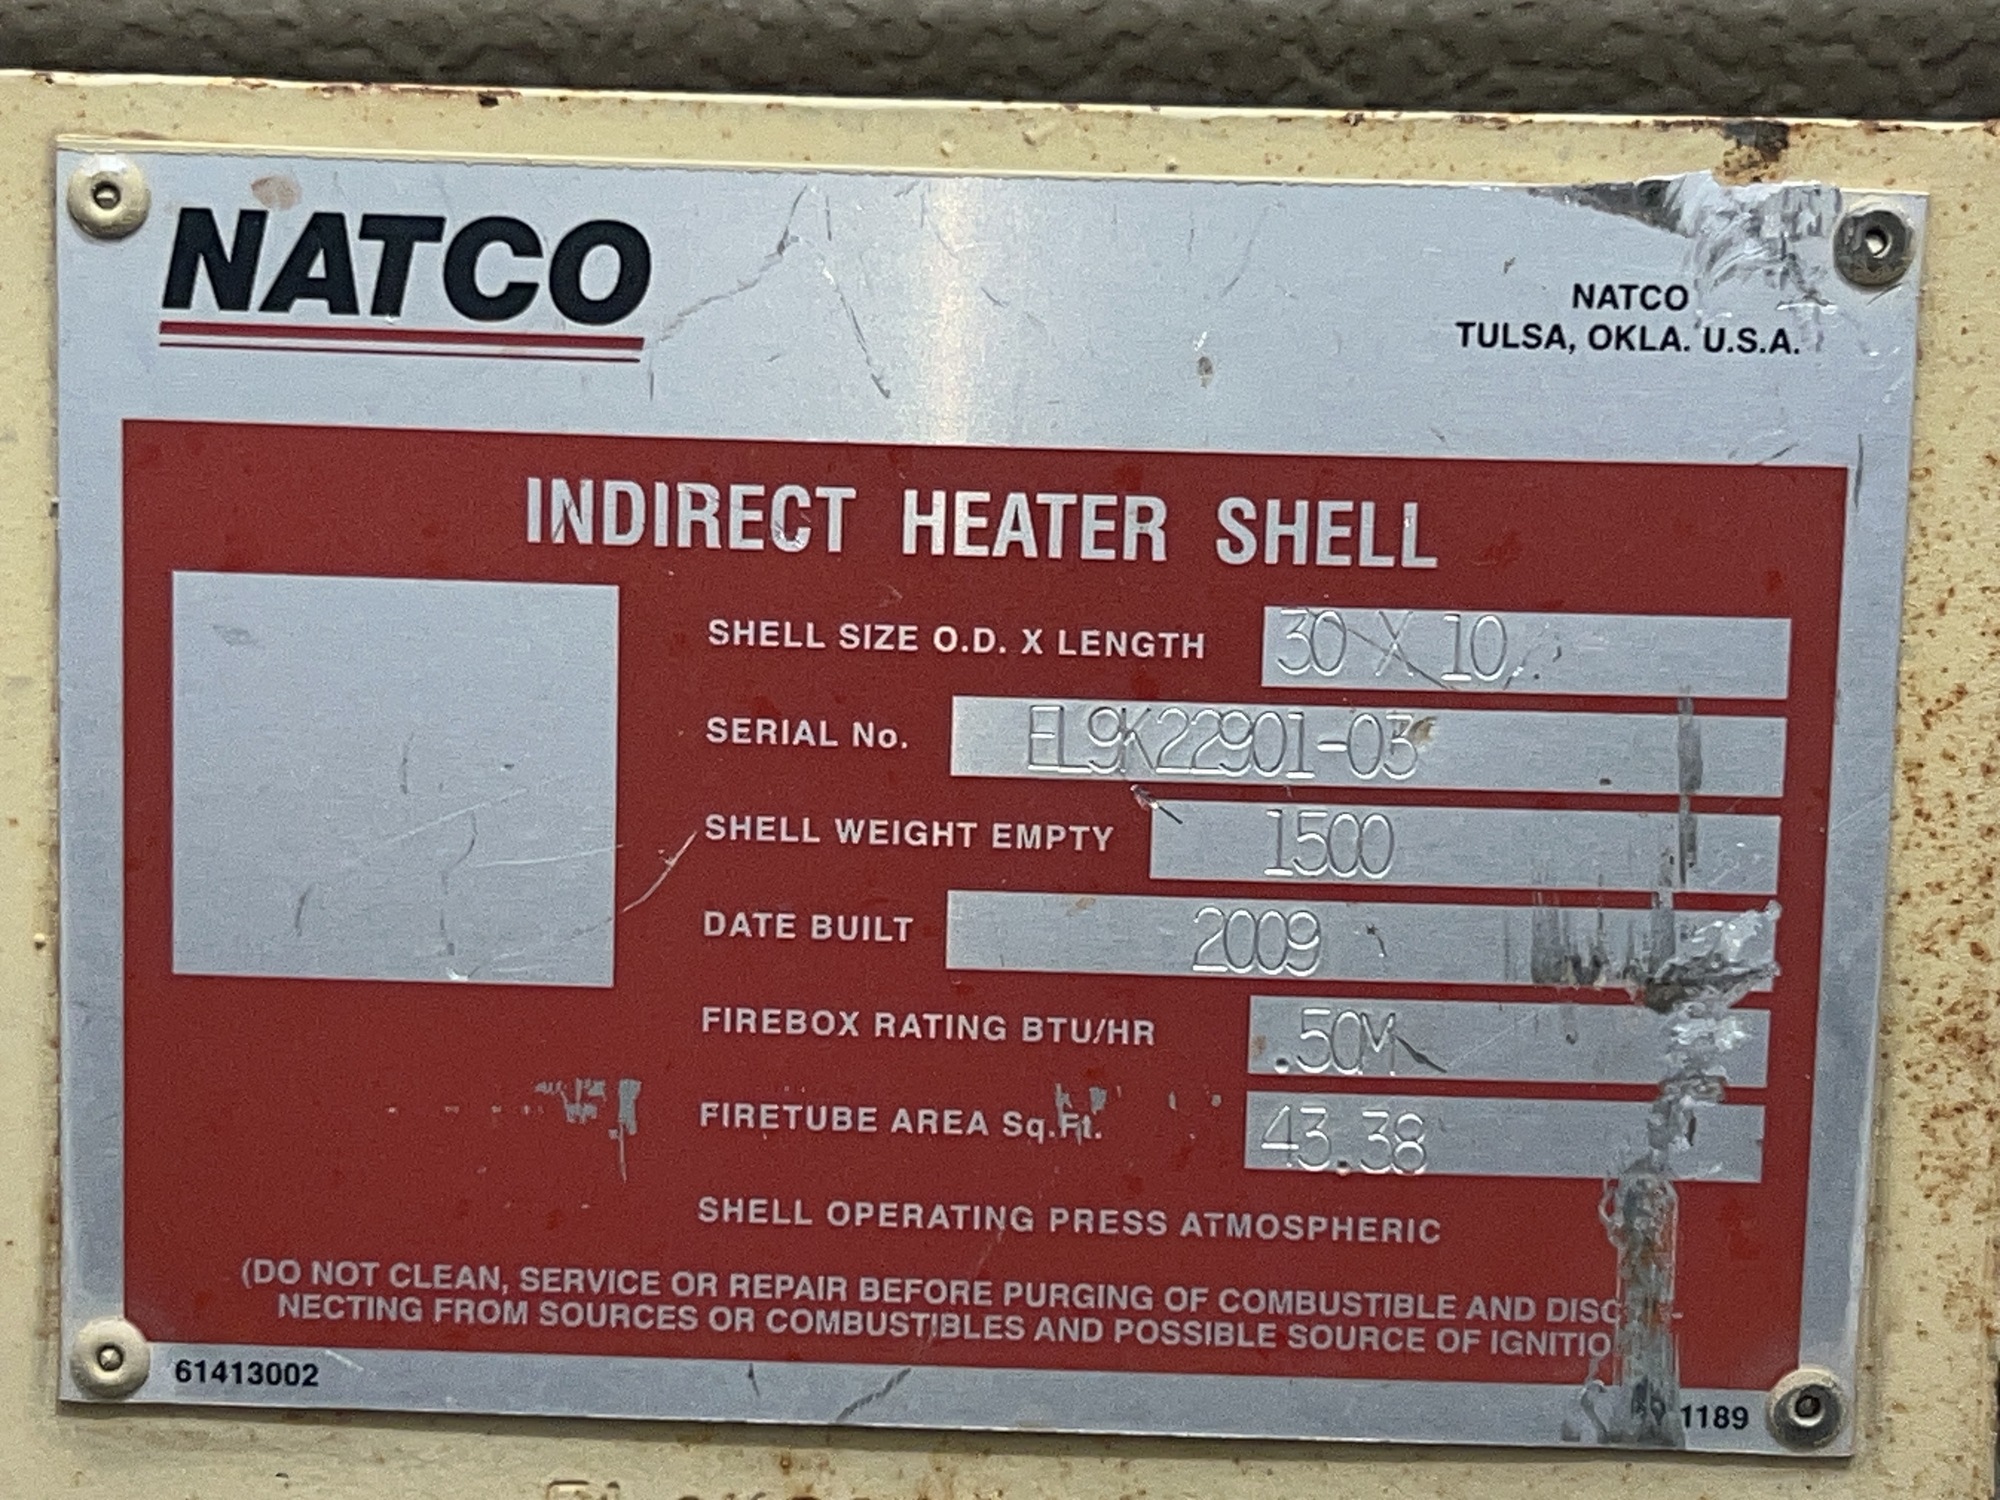 NATCO
NATCO
TULSA, OKLA. U.S.A.
INDIRECT HEATER SHELL
SHELL SIZE O.D. X LENGTH 30 X 10
SERIAL No. EL9K22901-03
SHELL WEIGHT EMPTY 1500
DATE BUILT 2009
FIREBOX RATING BTU/HR .50M
FIRETUBE AREA Sq.Ft. 43.38
SHELL OPERATING PRESS ATMOSPHERIC
(DO NOT CLEAN, SERVICE OR REPAIR BEFORE PURGING OF COMBUSTIBLE AND
NECTING FROM SOURCES OR COMBUSTIBLES AND POSSIBLE SOURCE OF
61413002
1189